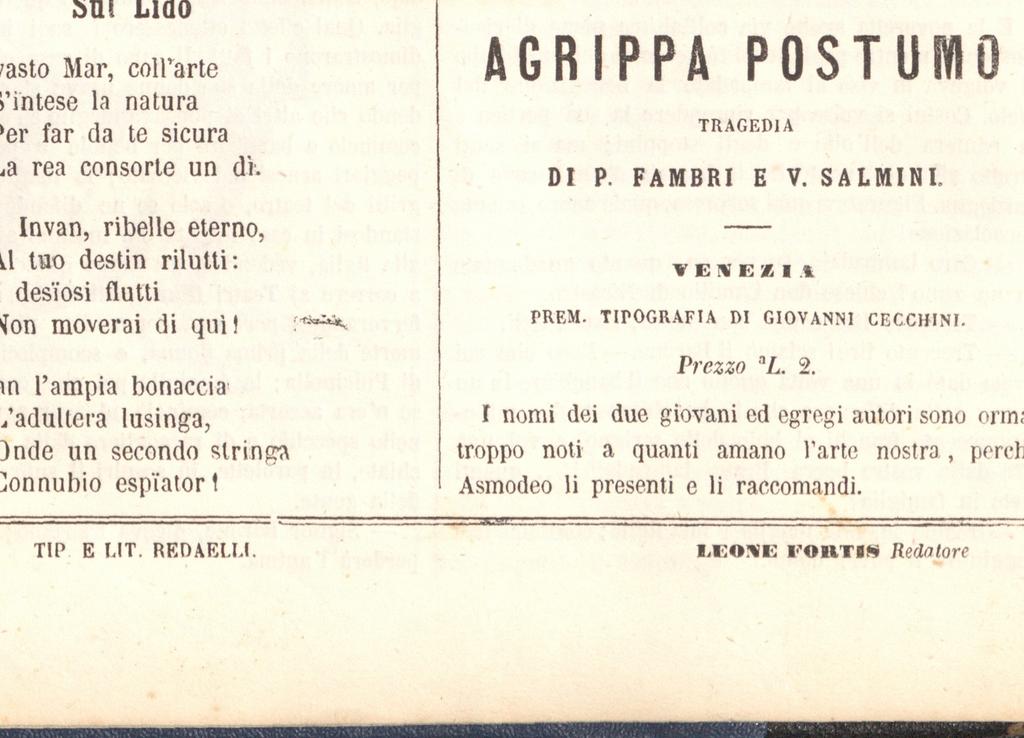 Sul Lido
vasto Mar, coll'arte
S'intese la natura
Per far da te sicura
La rea consorte un dì.
Invan, ribelle eterno,
Al tuo destin rilutti:
desïosi flutti
Non moverai di qui!
l'ampia bonaccia
L'adultera lusinga,
Onde un secondo stringa
Connubio espïator!
TIP. E LIT. REDAELLI.
AGRIPPA POSTUMO
TRAGEDIA
DI P. FAMBRI E V. SALMINI.
VENEZIA
PREM. TIPOGRAFIA DI GIOVANNI CECCHINI.
Prezzo L. 2.
I nomi dei due giovani ed egregi autori sono orma
troppo noti a quanti amano l'arte nostra, perch
Asmodeo li presenti e li raccomandi.
LEONE FORTIS Redatore